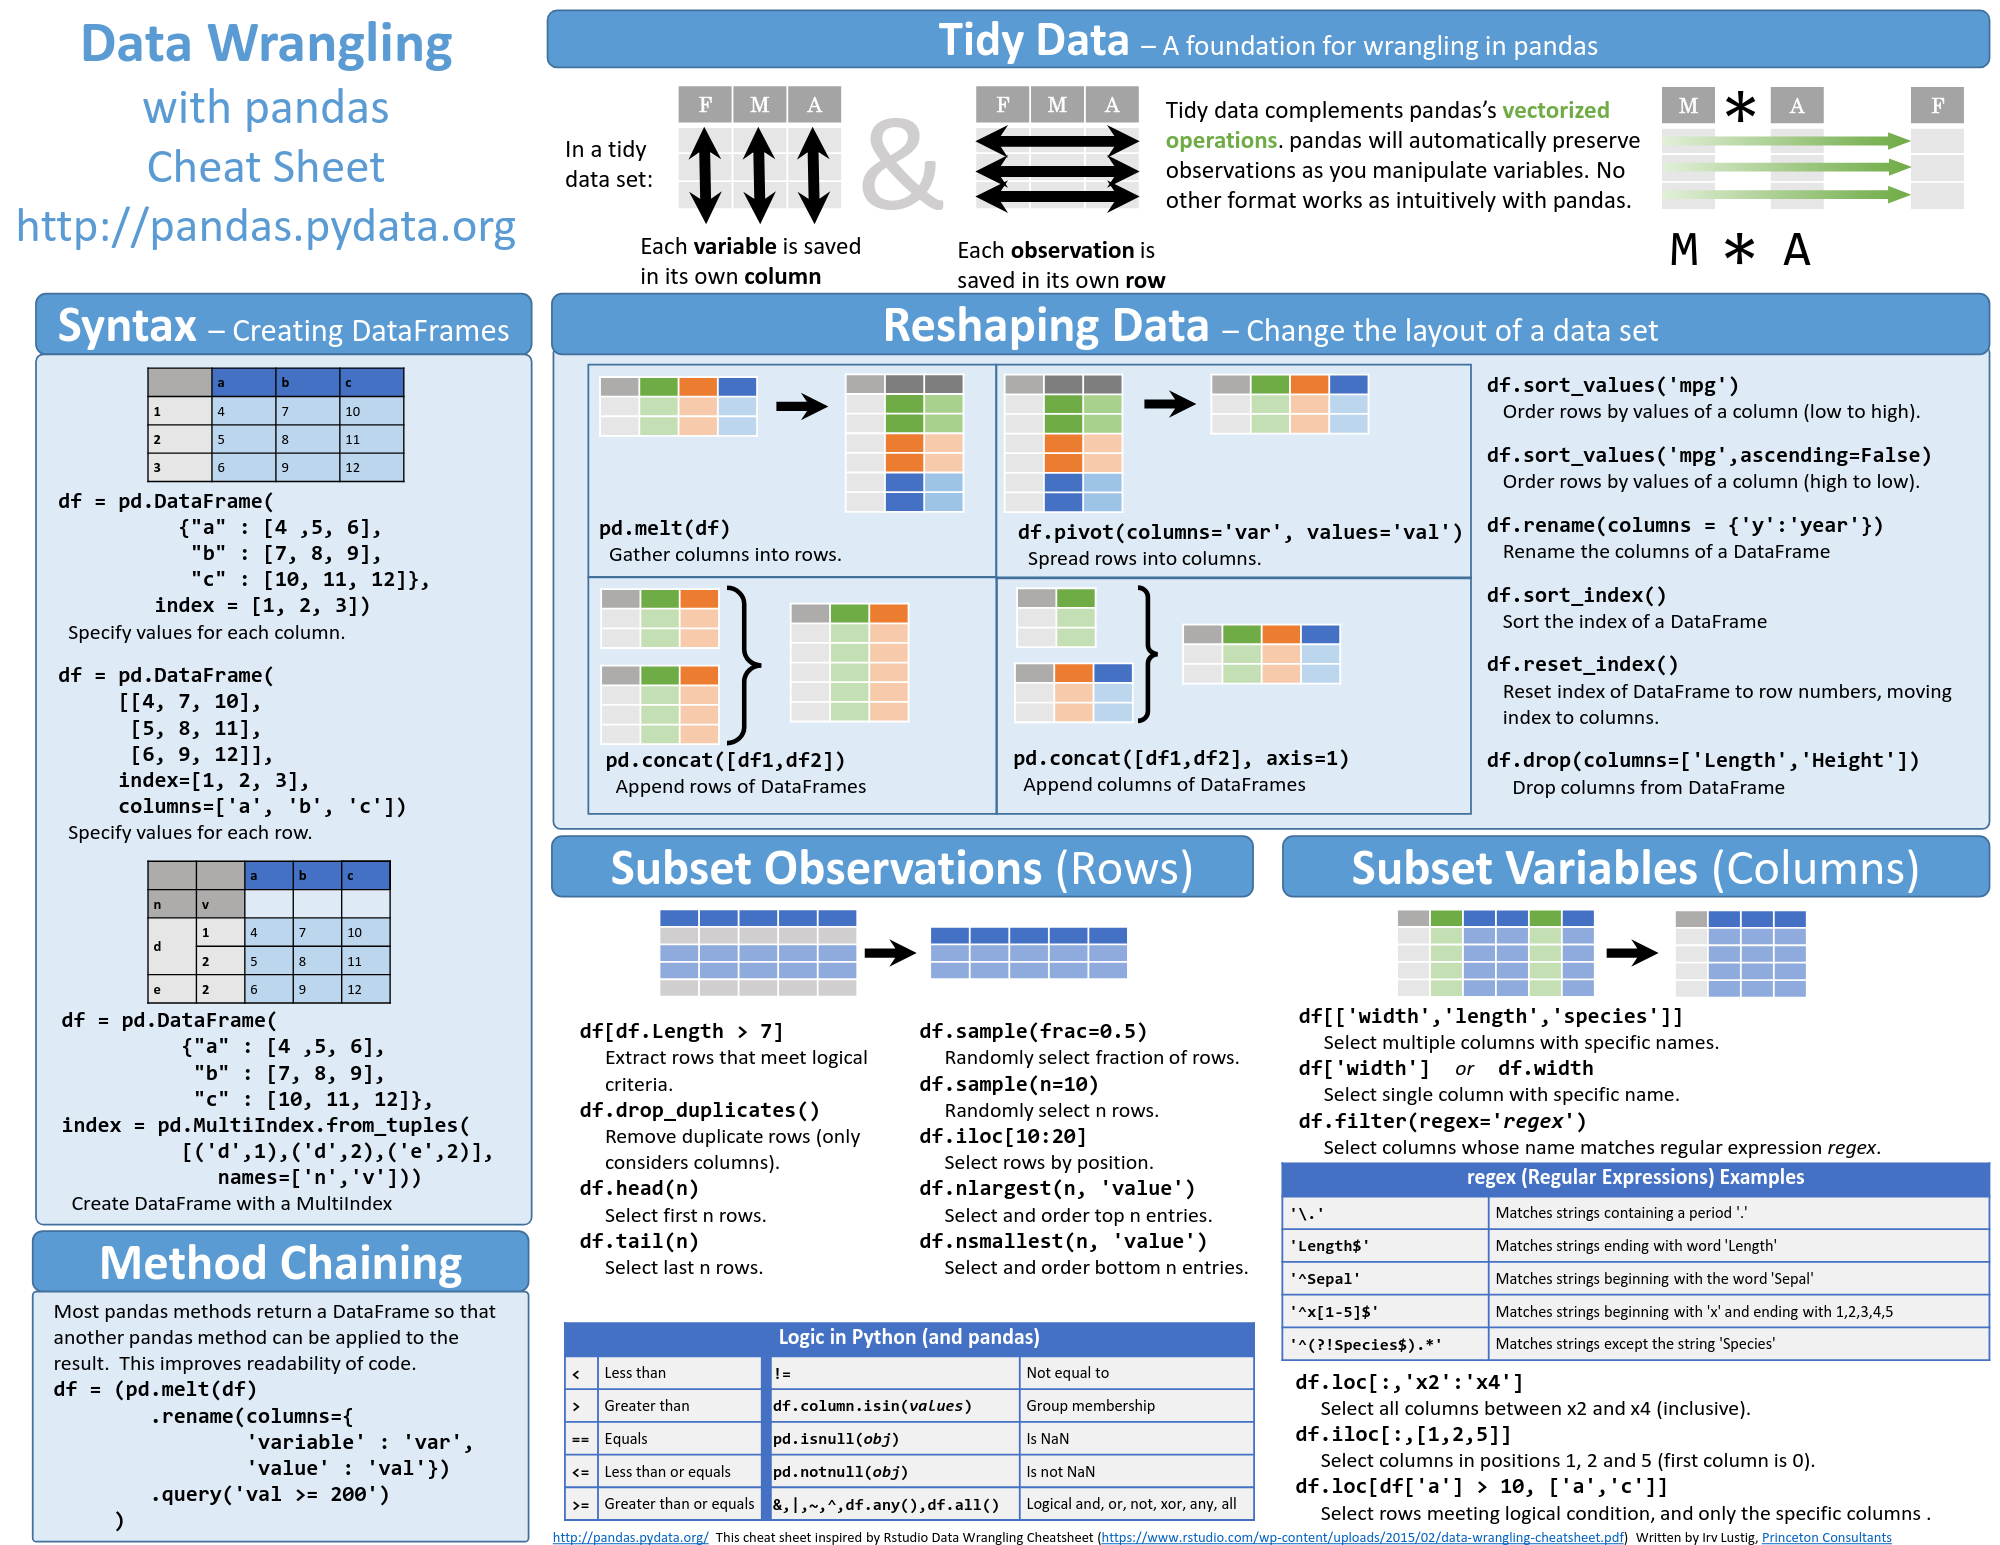 Data Wrangling
with pandas
Cheat Sheet
http://pandas.pydata.org
Tidy Data – A foundation for wrangling in pandas
In a tidy
data set:
F M A
&
F M A
Each variable is saved
in its own column
Each observation is
saved in its own row
Tidy data complements pandas’s vectorized
operations. pandas will automatically preserve
observations as you manipulate variables. No
other format works as intuitively with pandas.
M * A F
M * A
Syntax – Creating DataFrames
a b c
1 4 7 10
2 5 8 11
3 6 9 12
df = pd.DataFrame(
{"a" : [4 ,5, 6],
"b" : [7, 8, 9],
"c" : [10, 11, 12]},
index = [1, 2, 3])
Specify values for each column.
df = pd.DataFrame(
[[4, 7, 10],
[5, 8, 11],
[6, 9, 12]],
index=[1, 2, 3],
columns=['a', 'b', 'c'])
Specify values for each row.
a b c
n v
d 1 4 7 10
2 5 8 11
e 2 6 9 12
df = pd.DataFrame(
{"a" : [4 ,5, 6],
"b" : [7, 8, 9],
"c" : [10, 11, 12]},
index = pd.MultiIndex.from_tuples(
[('d',1),('d',2),('e',2)],
names=['n','v']))
Create DataFrame with a MultiIndex
Method Chaining
Most pandas methods return a DataFrame so that
another pandas method can be applied to the
result.  This improves readability of code.
df = (pd.melt(df)
.rename(columns={
'variable' : 'var',
'value' : 'val'})
.query('val >= 200')
)
Reshaping Data – Change the layout of a data set
pd.melt(df)
Gather columns into rows.
df.pivot(columns='var', values='val')
Spread rows into columns.
pd.concat([df1,df2])
Append rows of DataFrames
pd.concat([df1,df2], axis=1)
Append columns of DataFrames
df.sort_values('mpg')
Order rows by values of a column (low to high).
df.sort_values('mpg',ascending=False)
Order rows by values of a column (high to low).
df.rename(columns = {'y':'year'})
Rename the columns of a DataFrame
df.sort_index()
Sort the index of a DataFrame
df.reset_index()
Reset index of DataFrame to row numbers, moving
index to columns.
df.drop(columns=['Length','Height'])
Drop columns from DataFrame
Subset Observations (Rows)
df[df.Length > 7]
Extract rows that meet logical
criteria.
df.drop_duplicates()
Remove duplicate rows (only
considers columns).
df.head(n)
Select first n rows.
df.tail(n)
Select last n rows.
df.sample(frac=0.5)
Randomly select fraction of rows.
df.sample(n=10)
Randomly select n rows.
df.iloc[10:20]
Select rows by position.
df.nlargest(n, 'value')
Select and order top n entries.
df.nsmallest(n, 'value')
Select and order bottom n entries.
Logic in Python (and pandas)
< Less than != Not equal to
> Greater than df.column.isin(values) Group membership
== Equals pd.isnull(obj) Is NaN
<= Less than or equals pd.notnull(obj) Is not NaN
>= Greater than or equals &,|,~,^,df.any(),df.all() Logical and, or, not, xor, any, all
Subset Variables (Columns)
df[['width','length','species']]
Select multiple columns with specific names.
df['width'] or df.width
Select single column with specific name.
df.filter(regex='regex')
Select columns whose name matches regular expression regex.
regex (Regular Expressions) Examples
'\.' Matches strings containing a period '.'
'Length$' Matches strings ending with word 'Length'
'^Sepal' Matches strings beginning with the word 'Sepal'
'^x[1-5]$' Matches strings beginning with 'x' and ending with 1,2,3,4,5
'^(?!Species$).*' Matches strings except the string 'Species'
df.loc[:,'x2':'x4']
Select all columns between x2 and x4 (inclusive).
df.iloc[:,[1,2,5]]
Select columns in positions 1, 2 and 5 (first column is 0).
df.loc[df['a'] > 10, ['a','c']]
Select rows meeting logical condition, and only the specific columns .
http://pandas.pydata.org/ This cheat sheet inspired by Rstudio Data Wrangling Cheatsheet (https://www.rstudio.com/wp-content/uploads/2015/02/data-wrangling-cheatsheet.pdf) Written by Irv Lustig, Princeton Consultants